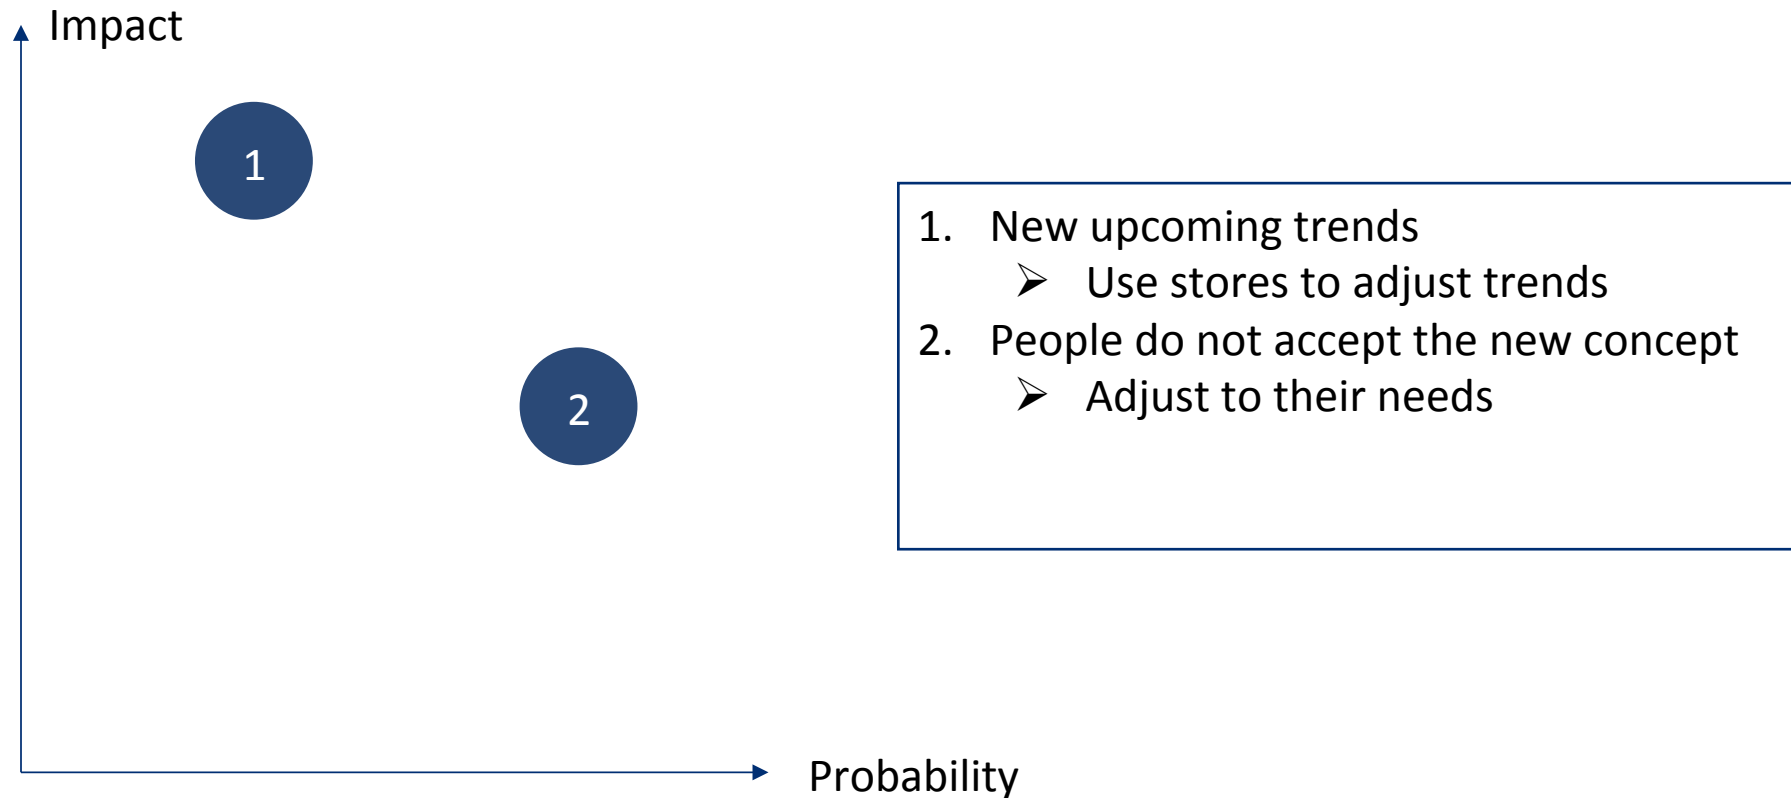 Impact
1
2
1. New upcoming trends
➢ Use stores to adjust trends
2. People do not accept the new concept
➢ Adjust to their needs
Probability